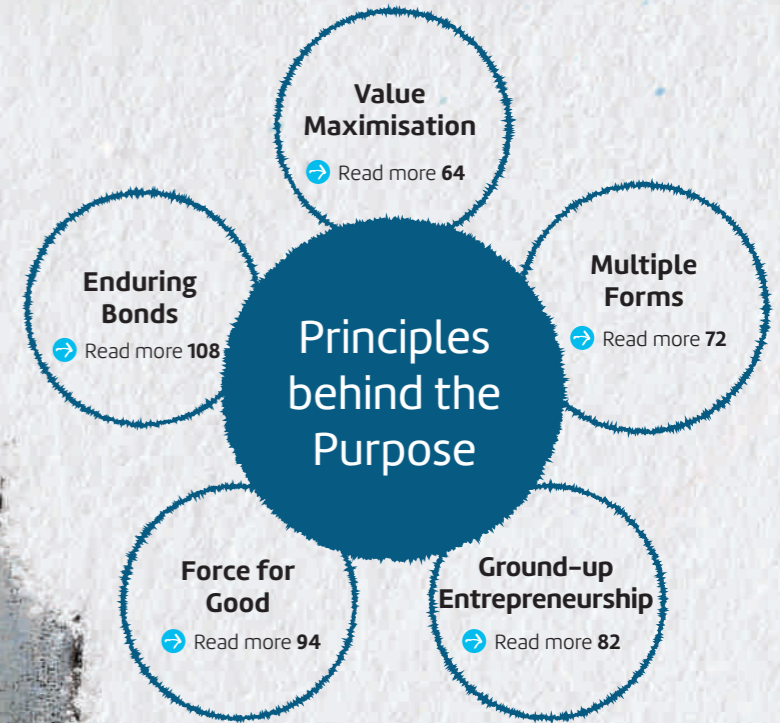 Value
Maximisation
Read more 64
Multiple
Forms
Read more 72
Enduring
Bonds
Read more 108
Principles
behind the
Purpose
Force for
Good
Read more 94
Ground-up
Entrepreneurship
Read more 82